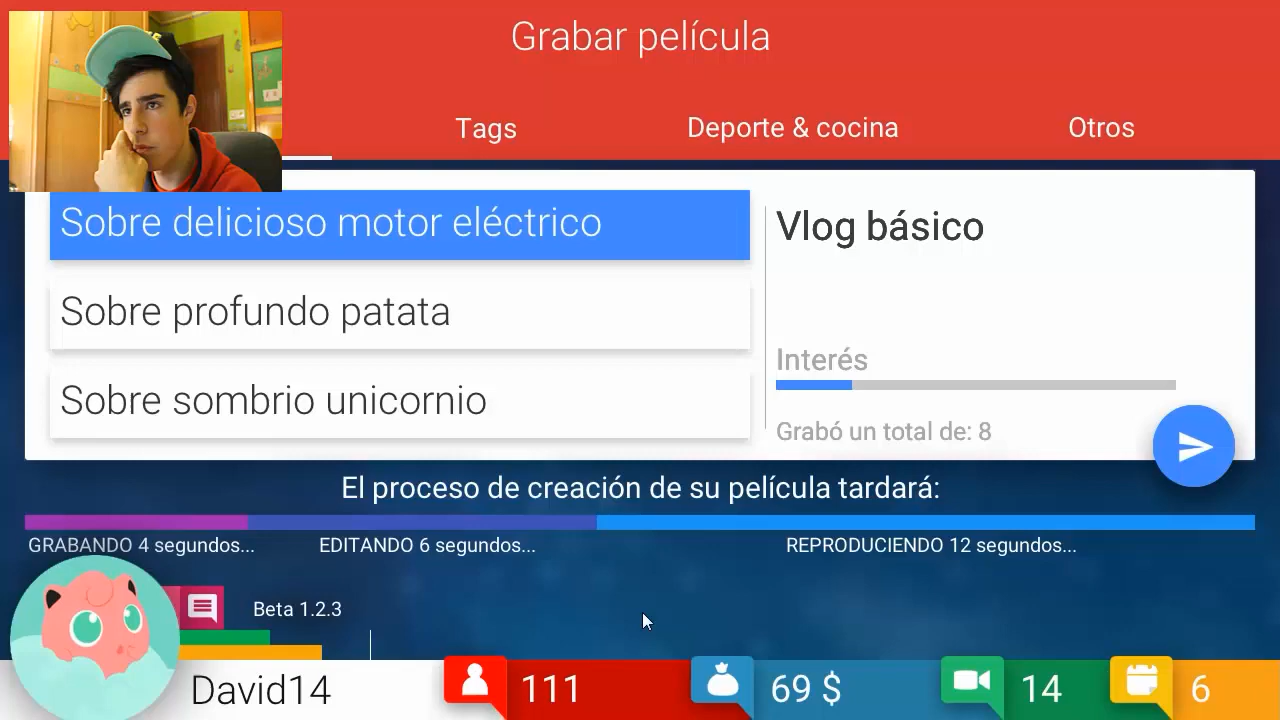 Grabar película
Tags
Deporte & cocina
Otros
Sobre delicioso motor eléctrico
Sobre profundo patata
Sobre sombrio unicornio
Vlog básico
Interés
Grabó un total de: 8
El proceso de creación de su película tardará:
GRABANDO 4 segundos...
EDITANDO 6 segundos...
REPRODUCIENDO 12 segundos...
Beta 1.2.3
David14
111
69 $
14
6